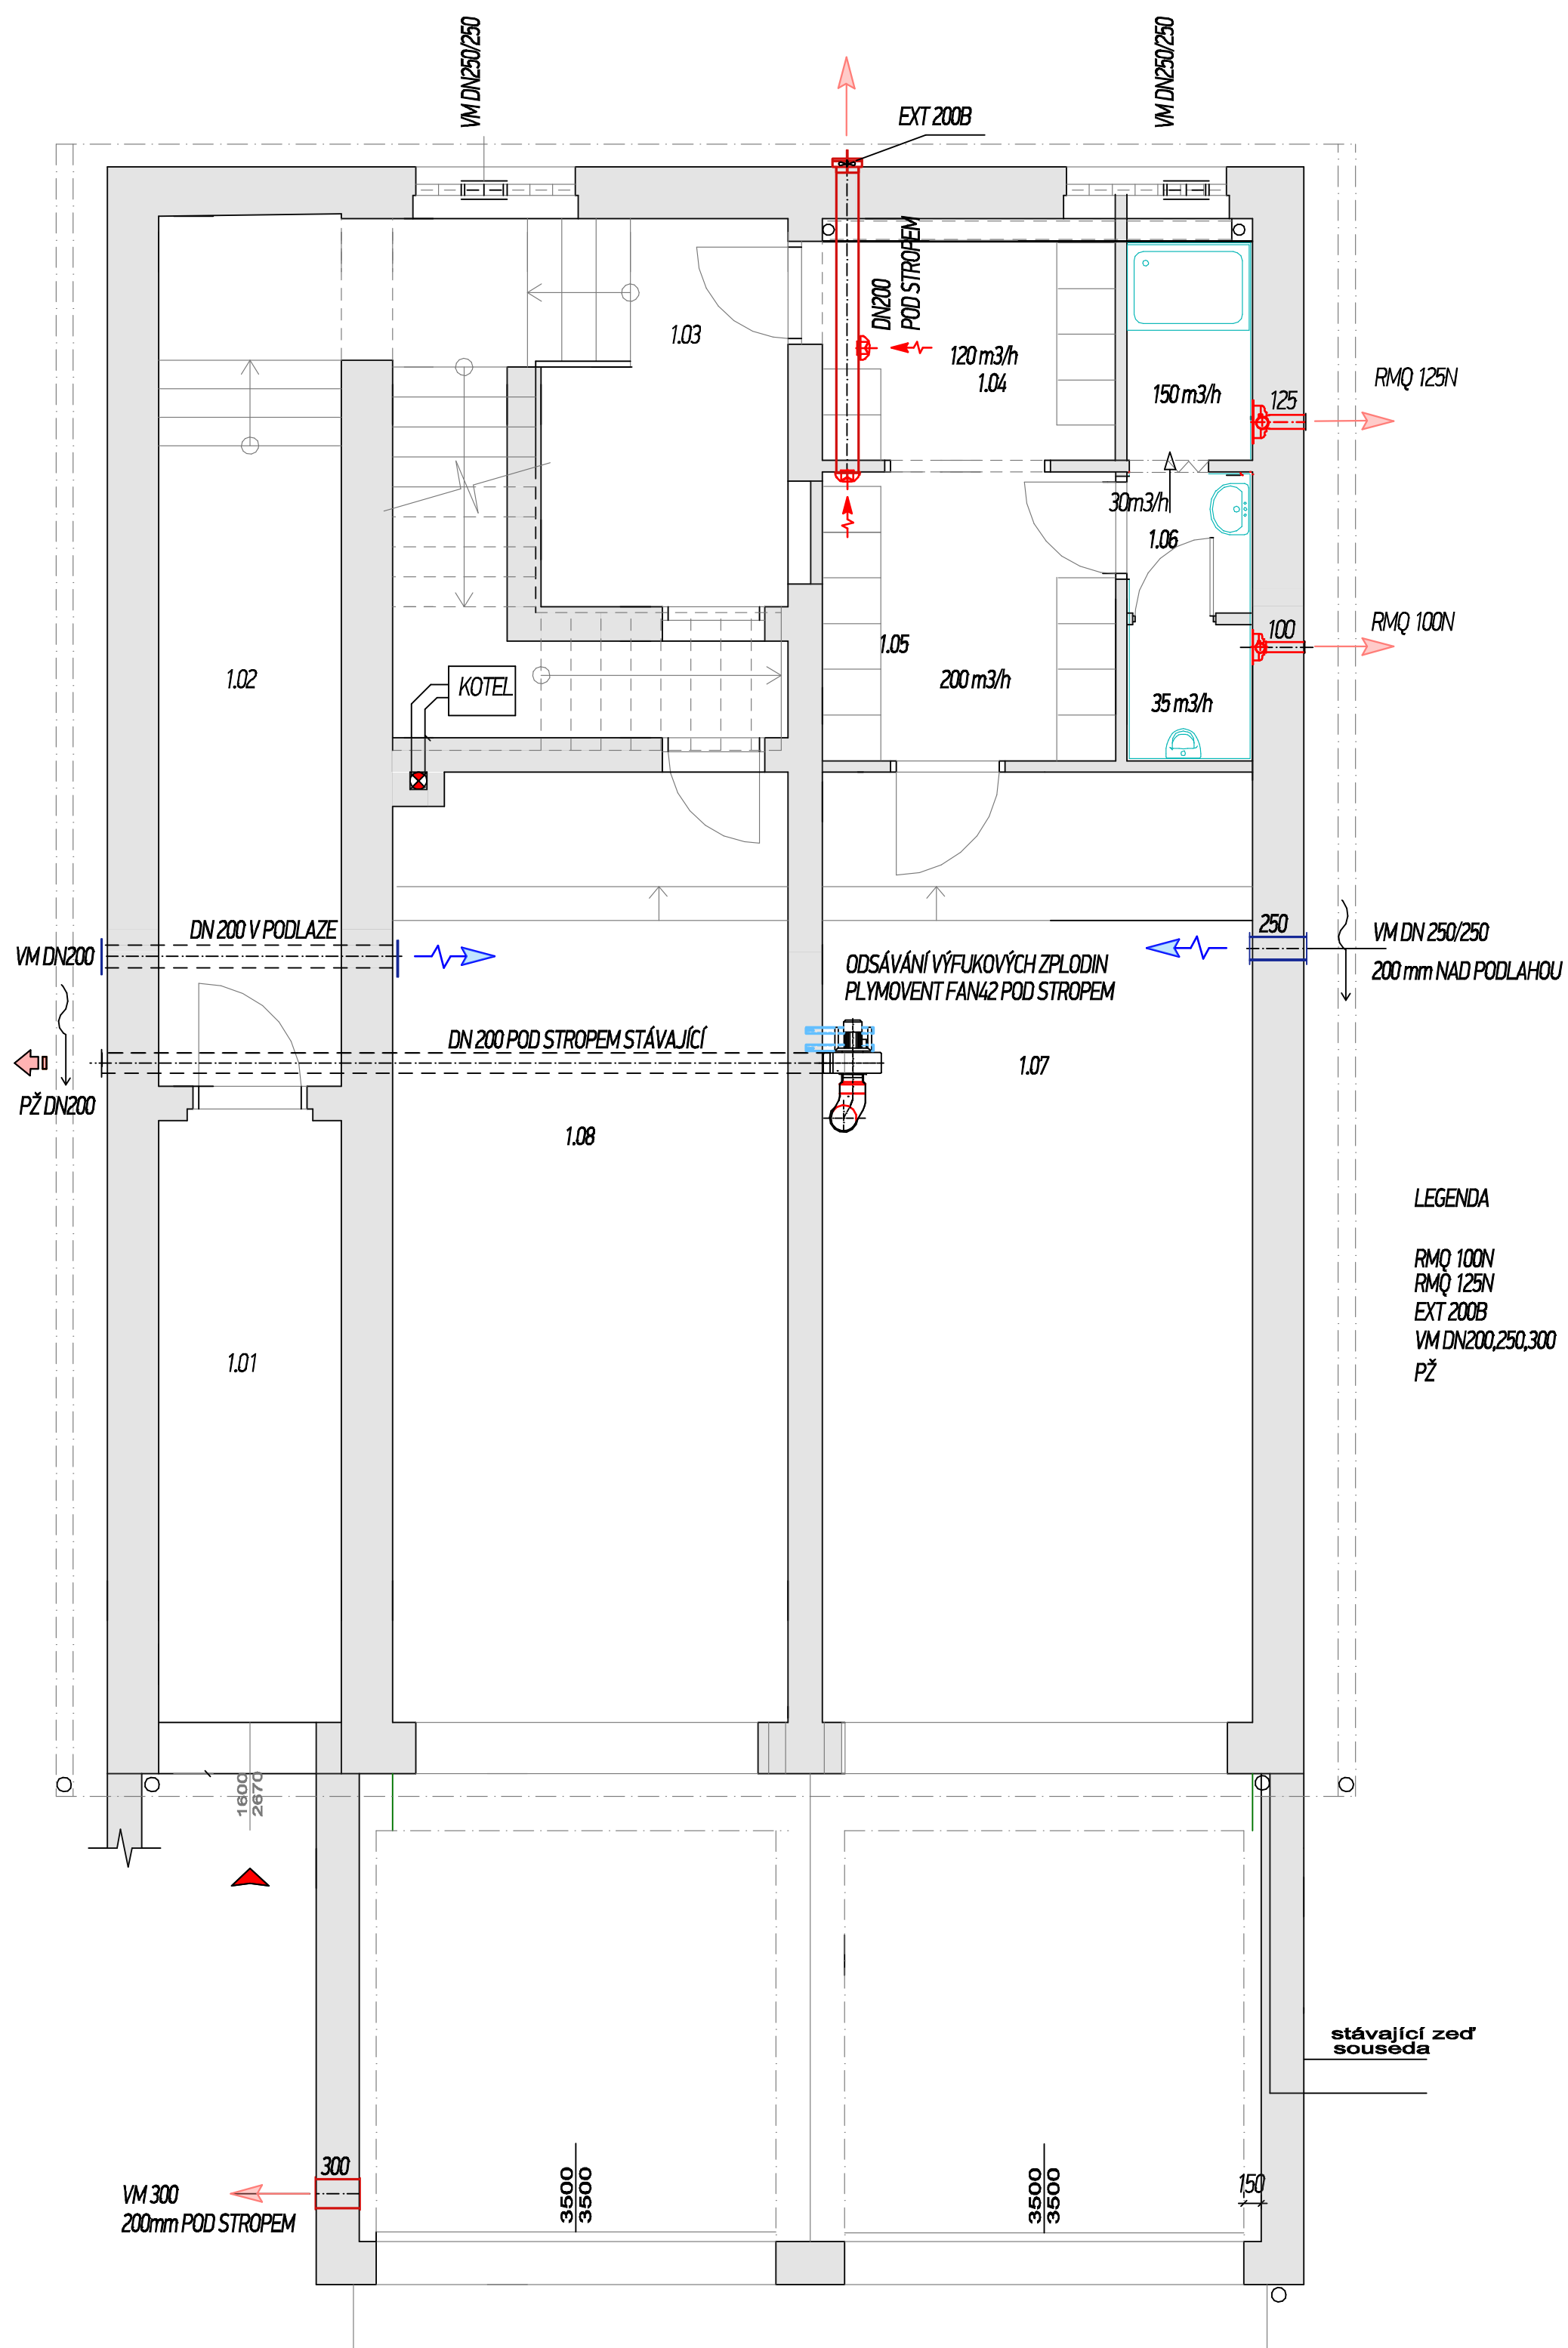 VM DN250/250
VM DN250/250
EXT 200B
DN200
POD STROPEM
1.03
120 m3/h
1.04
150 m3/h
125
RMQ 125N
30m3/h
1.06
100
RMQ 100N
1.05
200 m3/h
35 m3/h
1.02
KOTEL
DN 200 V PODLAZE
VM DN200
250
VM DN 250/250
200 mm NAD PODLAHOU
ODSÁVÁNÍ VÝFUKOVÝCH ZPLODIN
PLYMOVENT FAN42 POD STROPEM
DN 200 POD STROPEM STÁVAJÍCÍ
PŽ DN200
1.07
1.08
LEGENDA
RMQ 100N
RMQ 125N
EXT 200B
VM DN200,250,300
PŽ
1.01
1600
2670
stávající zeď
souseda
300
VM 300
200mm POD STROPEM
3500
3500
3500
3500
150